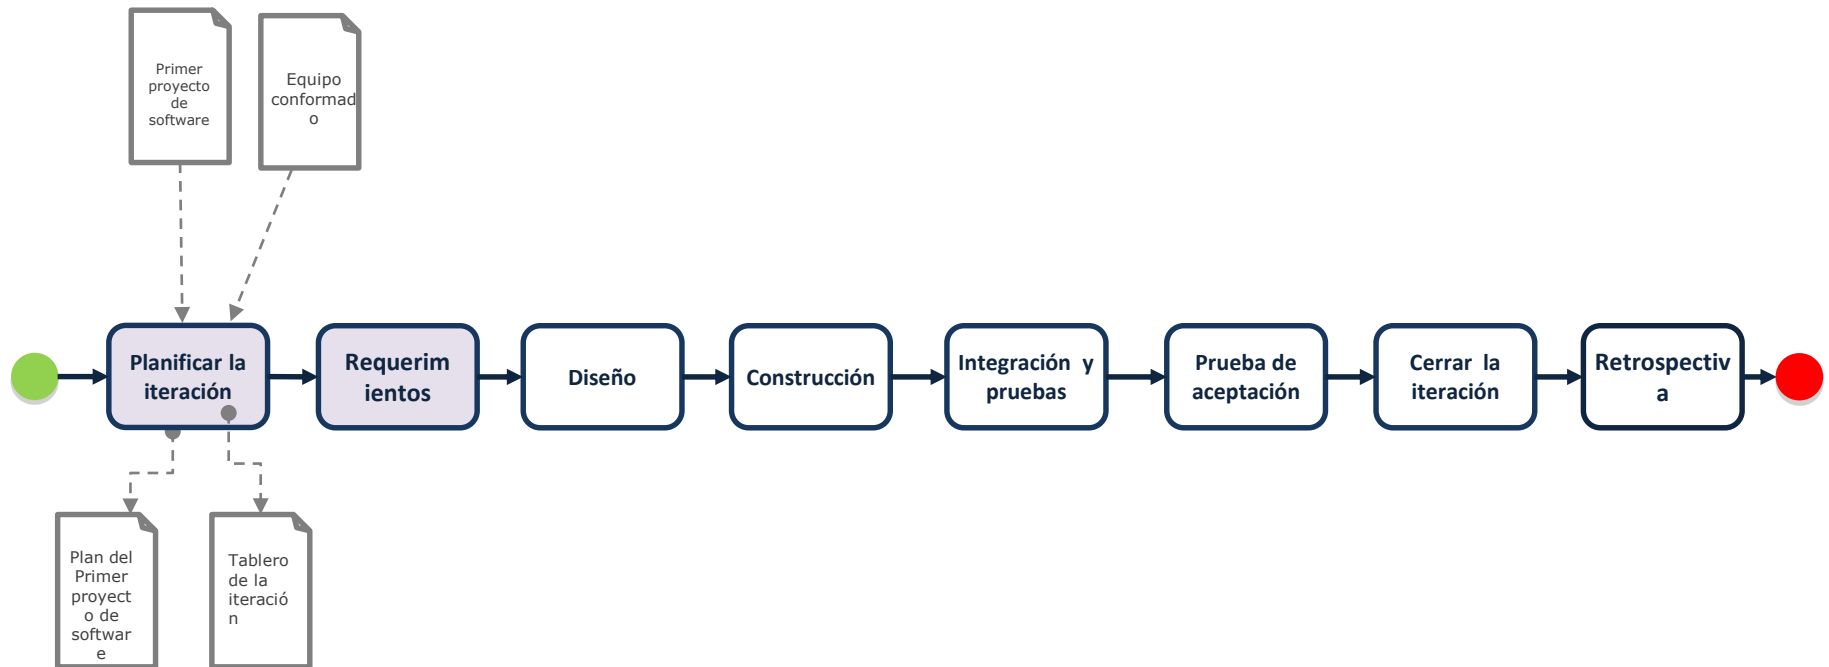 Primer
proyecto
de
software
Equipo
conformad
o
Planificar la
iteración
Requerim
ientos
Diseño
Construcción
Integración y
pruebas
Prueba de
aceptación
Cerrar la
iteración
Retrospectiv
a
Plan del
Primer
proyect
o de
softwar
e
Tablero
de la
iteració
n